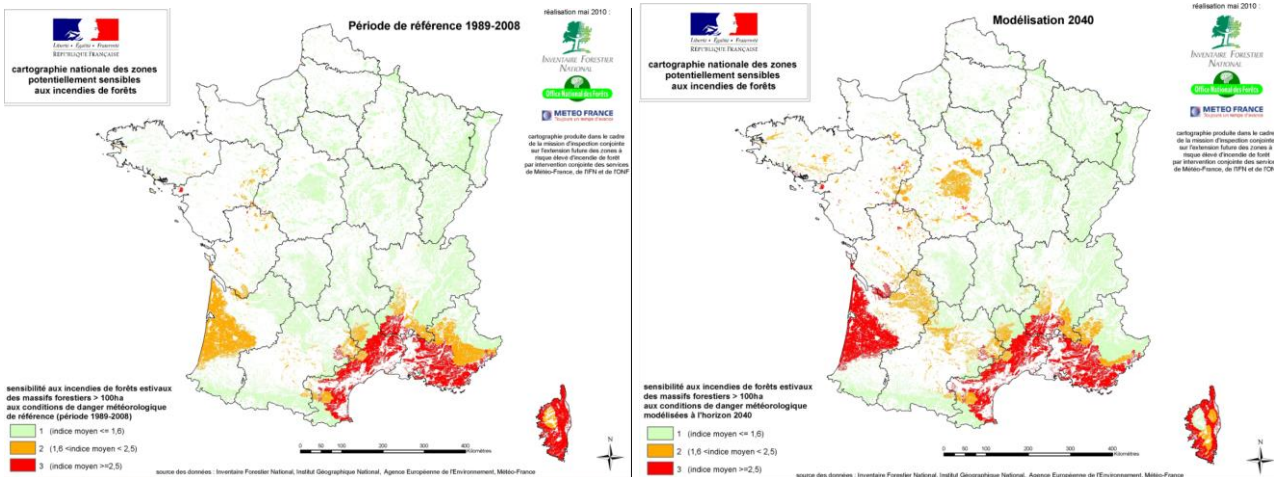 Liberté • Égalité • Fraternité
RÉPUBLIQUE FRANÇAISE
cartographie nationale des zones
potentiellement sensibles
aux incendies de forêts
Période de référence 1989-2008
réalisation mai 2010 :
INVENTAIRE FORESTIER
NATIONAL
Office National des Forêts
METEO FRANCE
Toujours un temps d'avance
cartographie produite dans le cadre
de la mission d'inspection conjointe
sur l'extension future des zones à
risque élevé d'incendie de forêt
par intervention conjointe des services
de Météo-France, de l'IFN et de l'ONF
sensibilité aux incendies de forêts estivaux
des massifs forestiers > 100ha
aux conditions de danger météorologique
de référence (période 1989-2008)
1 (indice moyen <= 1,6)
2 (1,6 <indice moyen < 2,5)
3 (indice moyen >=2,5)
0 50 100 200 300 400
Kilomètres
N
source des données : Inventaire Forestier National, Institut Géographique National, Agence Européenne de l'Environnement, Météo-France
Liberté • Égalité • Fraternité
RÉPUBLIQUE FRANÇAISE
cartographie nationale des zones
potentiellement sensibles
aux incendies de forêts
Modélisation 2040
réalisation mai 2010 :
INVENTAIRE FORESTIER
NATIONAL
Office National des Forêts
METEO FRANCE
Toujours un temps d'avance
cartographie produite dans le cadre
de la mission d'inspection conjointe
sur l'extension future des zones à
risque élevé d'incendie de forêt
par intervention conjointe des services
de Météo-France, de l'IFN et de l'ON
sensibilité aux incendies de forêts estivaux
des massifs forestiers > 100ha
aux conditions de danger météorologique
modélisées à l'horizon 2040
1 (indice moyen <= 1,6)
2 (1,6 <indice moyen < 2,5)
3 (indice moyen >=2,5)
0 50 100 200 300 400
Kilomètres
N
source des données : Inventaire Forestier National, Institut Géographique National, Agence Européenne de l'Environnement, Météo-France